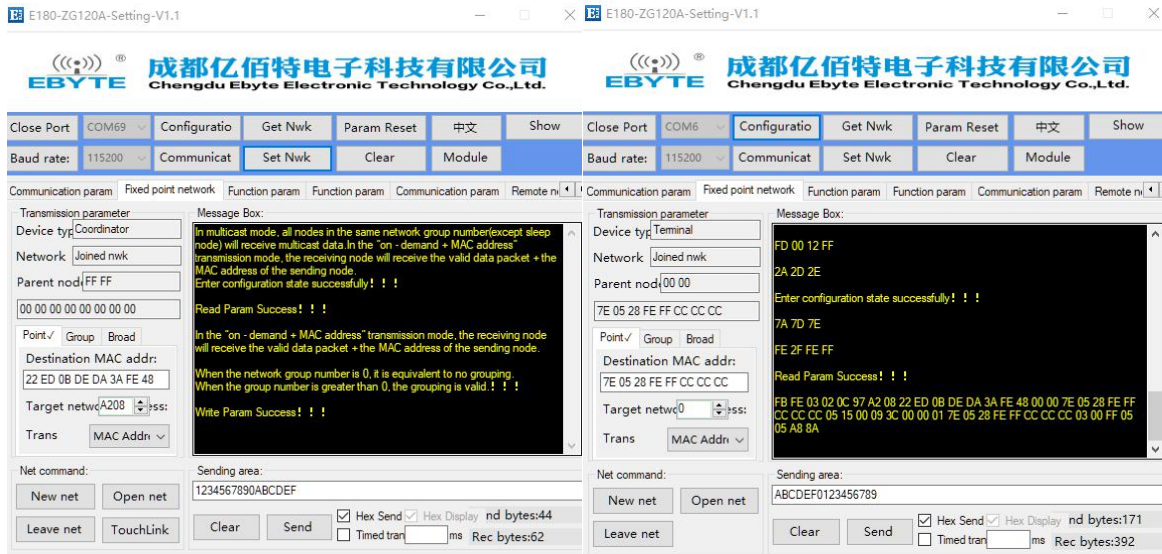 E180-ZG120A-Setting-V1.1
((·)) ®
EBYTE
成都亿佰特电子科技有限公司
Chengdu Ebyte Electronic Technology Co.,Ltd.
Close Port COM69 Configuratio Get Nwk Param Reset 中文 Show
Baud rate: 115200 Communicat Set Nwk Clear Module
Communication param Fixed point network Function param Function param Communication param Remote n
Transmission parameter
Device typ Coordinator
Network Joined nwk
Parent nod FF FF
00 00 00 00 00 00 00 00
Point✓ Group Broad
Destination MAC addr:
22 ED 0B DE DA 3A FE 48
Target netwo A208 ess:
Trans MAC Addre
Message Box:
In multicast mode, all nodes in the same network group number(except sleep
node) will receive multicast data.In the "on - demand + MAC address"
transmission mode, the receiving node will receive the valid data packet + the
MAC address of the sending node.
Enter configuration state successfully！！！
Read Param Success！！！
In the "on - demand + MAC address" transmission mode, the receiving node
will receive the valid data packet + the MAC address of the sending node.
When the network group number is 0, it is equivalent to no grouping.
When the group number is greater than 0, the grouping is valid.！！！
Write Param Success！！！
Net command:
New net Open net
Leave net TouchLink
Sending area:
1234567890ABCDEF
Clear Send Hex Send Hex Display nd bytes:44
Timed tran ms Rec bytes:62
E180-ZG120A-Setting-V1.1
((·)) ®
EBYTE
成都亿佰特电子科技有限公司
Chengdu Ebyte Electronic Technology Co.,Ltd.
Close Port COM6 Configuratio Get Nwk Param Reset 中文 Show
Baud rate: 115200 Communicat Set Nwk Clear Module
Communication param Fixed point network Function param Function param Communication param Remote n
Transmission parameter
Device typ Terminal
Network Joined nwk
Parent nod 00 00
7E 05 28 FE FF CC CC CC
Point✓ Group Broad
Destination MAC addr:
7E 05 28 FE FF CC CC CC
Target netwo 0 ess:
Trans MAC Addre
Message Box:
FD 00 12 FF
2A 2D 2E
Enter configuration state successfully！！！
7A 7D 7E
FE 2F FE FF
Read Param Success！！！
FB FE 03 02 0C 97 A2 08 22 ED 0B DE DA 3A FE 48 00 00 7E 05 28 FE FF
CC CC CC 05 15 00 09 3C 00 00 01 7E 05 28 FE FF CC CC CC 03 00 FF 05
05 A8 8A
Net command:
New net Open net
Leave net
Sending area:
ABCDEF0123456789
Clear Send Hex Send Hex Display nd bytes:171
Timed tran ms Rec bytes:392